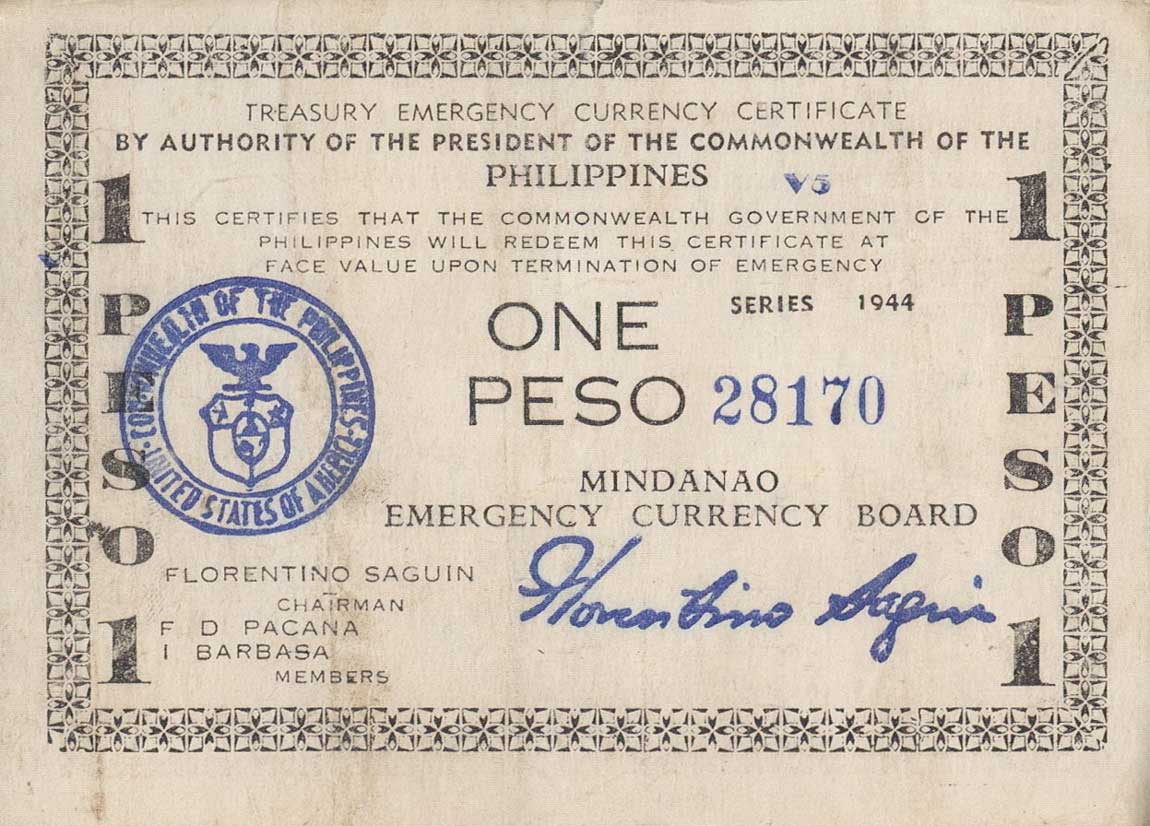 TREASURY EMERGENCY CURRENCY CERTIFICATE
BY AUTHORITY OF THE PRESIDENT OF THE COMMONWEALTH OF THE
PHILIPPINES
V5
1 PESO 1
THIS CERTIFIES THAT THE COMMONWEALTH GOVERNMENT OF THE
PHILIPPINES WILL REDEEM THIS CERTIFICATE AT
FACE VALUE UPON TERMINATION OF EMERGENCY
1 PESO 1
COMMONWEALTH OF THE PHILIPPINES
UNITED STATES OF AMERICA
ONE
SERIES 1944
PESO 28170
MINDANAO
EMERGENCY CURRENCY BOARD
Florentino Saguin
FLORENTINO SAGUIN
CHAIRMAN
F D PACANA
I BARBASA
MEMBERS